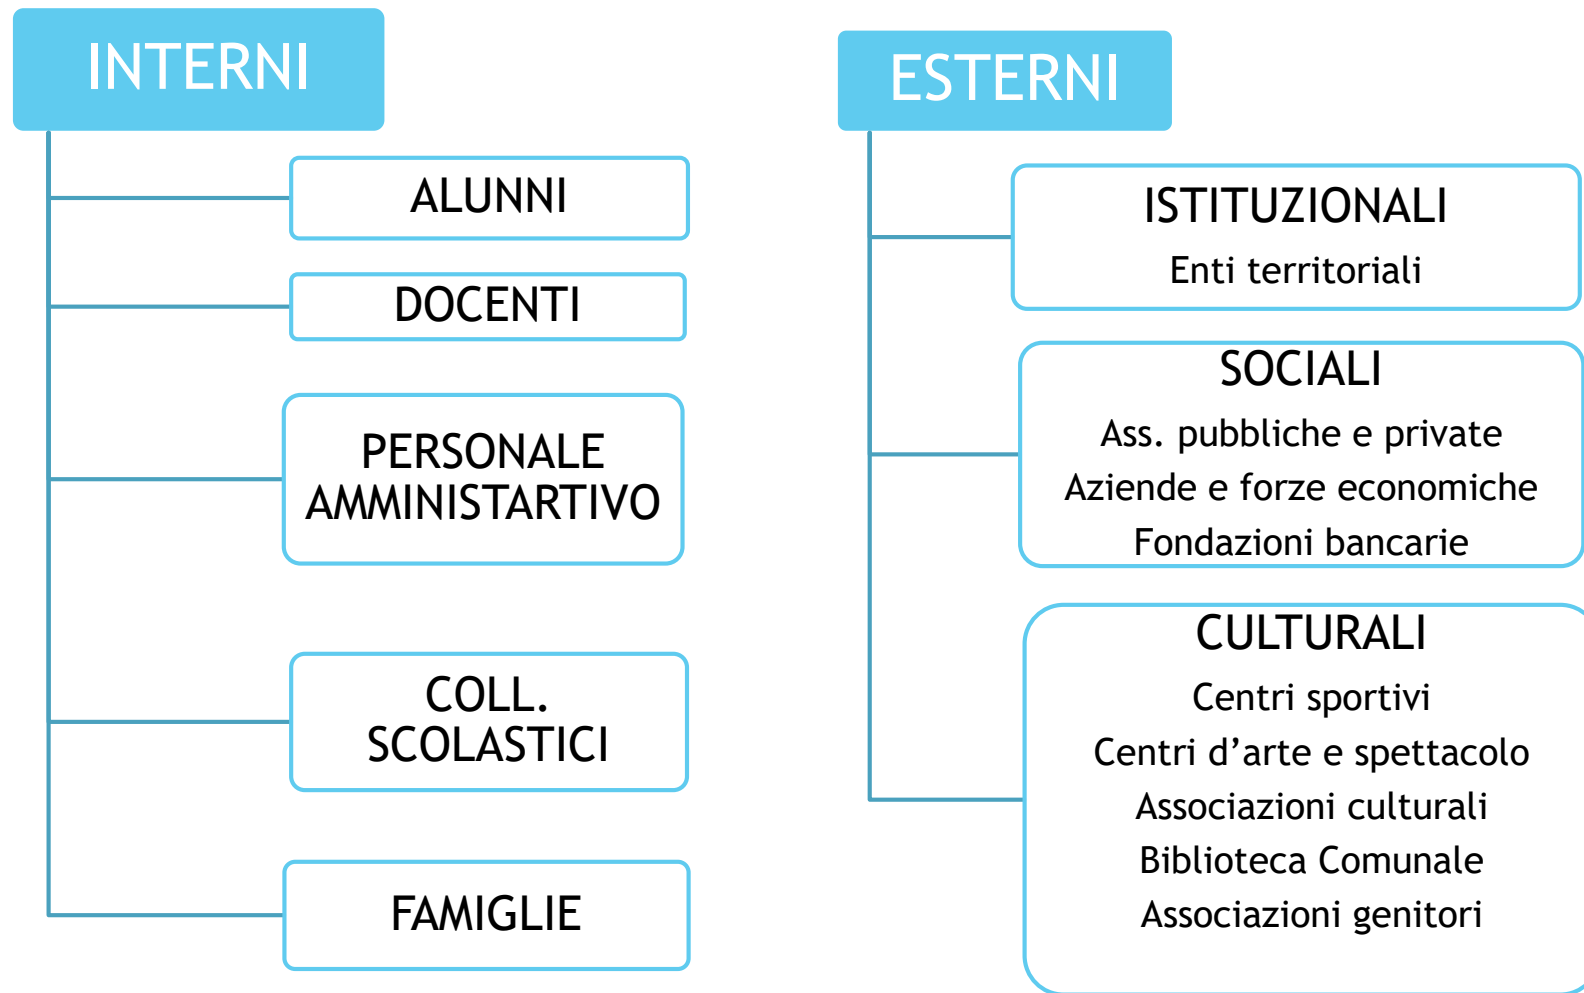 INTERNI
ALUNNI
DOCENTI
PERSONALE
AMMINISTARTIVO
COLL.
SCOLASTICI
FAMIGLIE
ESTERNI
ISTITUZIONALI
Enti territoriali
SOCIALI
Ass. pubbliche e private
Aziende e forze economiche
Fondazioni bancarie
CULTURALI
Centri sportivi
Centri d’arte e spettacolo
Associazioni culturali
Biblioteca Comunale
Associazioni genitori